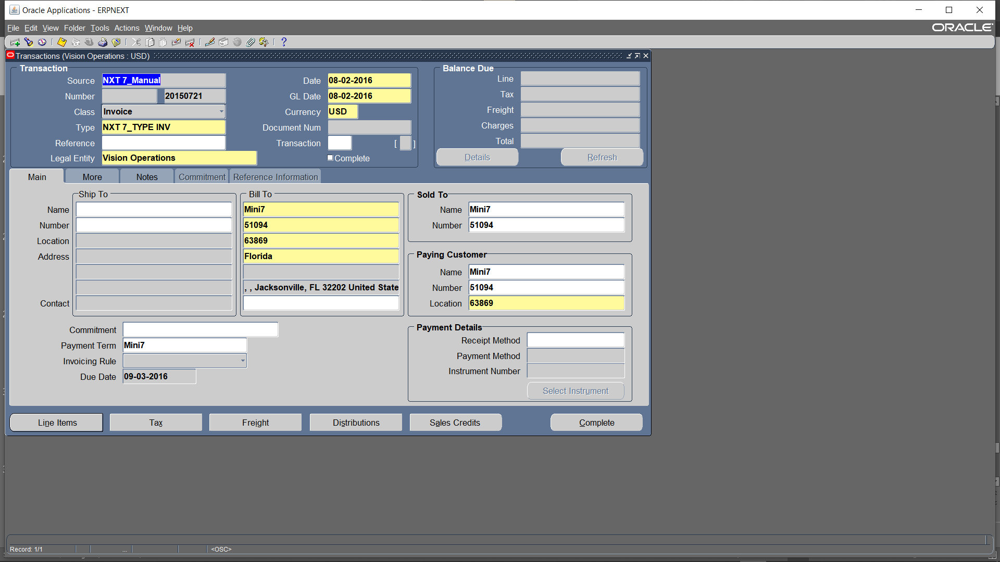 Oracle Applications - ERPNEXT
File Edit View Folder Tools Actions Window Help
ORACLE
Transactions (Vision Operations : USD)
Transaction
Source NXT 7_Manual
Number 20150721
Class Invoice
Type NXT 7_TYPE INV
Reference
Legal Entity Vision Operations
Date 08-02-2016
GL Date 08-02-2016
Currency USD
Document Num
Transaction [ ]
Complete
Balance Due
Line
Tax
Freight
Charges
Total
Details Refresh
Main More Notes Commitment Reference Information
Ship To
Name
Number
Location
Address
Contact
Bill To
Mini7
51094
63869
Florida
, , Jacksonville, FL 32202 United State
Sold To
Name Mini7
Number 51094
Paying Customer
Name Mini7
Number 51094
Location 63869
Commitment
Payment Term Mini7
Invoicing Rule
Due Date 09-03-2016
Payment Details
Receipt Method
Payment Method
Instrument Number
Select Instrument
Line Items Tax Freight Distributions Sales Credits Complete
Record: 1/1 ... <OSC>